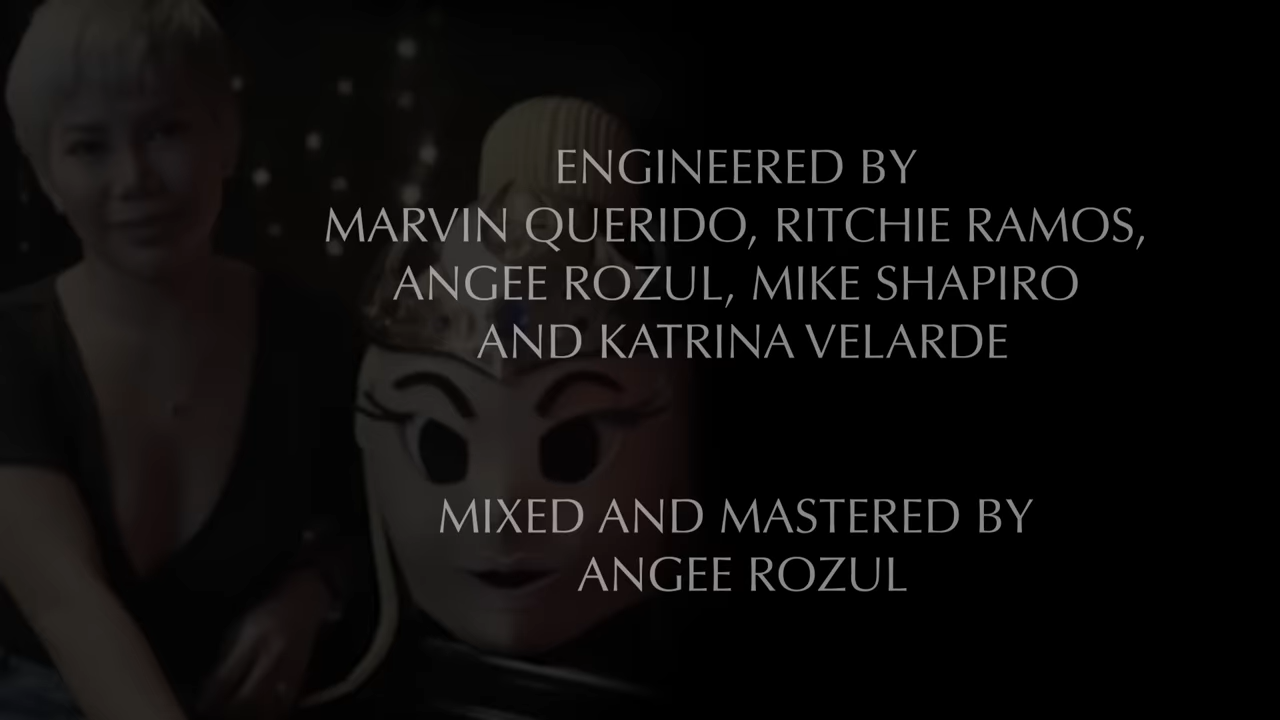 ENGINEERED BY
MARVIN QUERIDO, RITCHIE RAMOS,
ANGEE ROZUL, MIKE SHAPIRO
AND KATRINA VELARDE
MIXED AND MASTERED BY
ANGEE ROZUL